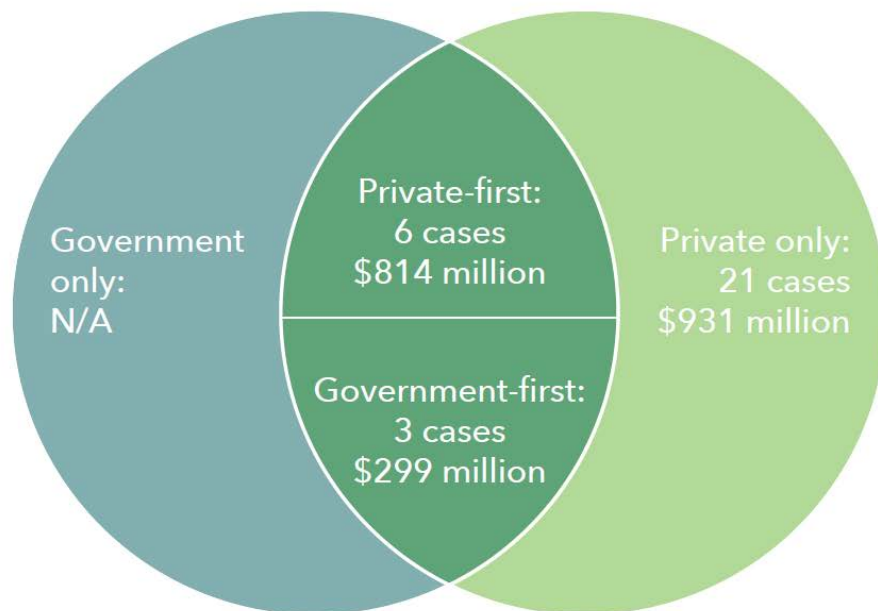 Government
only:
N/A
Private-first:
6 cases
$814 million
Government-first:
3 cases
$299 million
Private only:
21 cases
$931 million